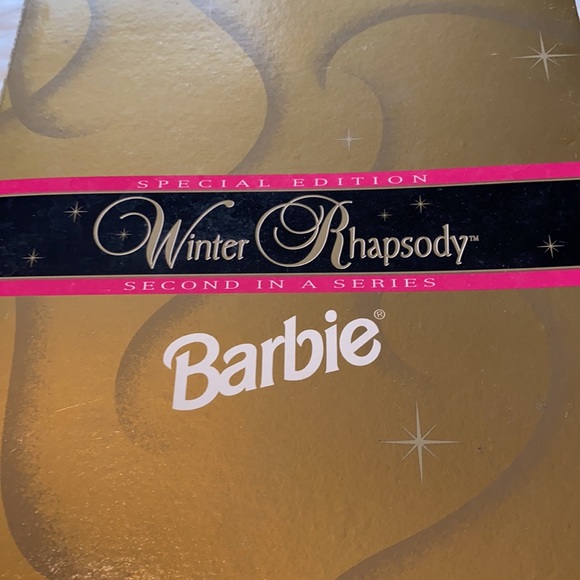 SPECIAL EDITION
Winter Rhapsody™
SECOND IN A SERIES
Barbie®